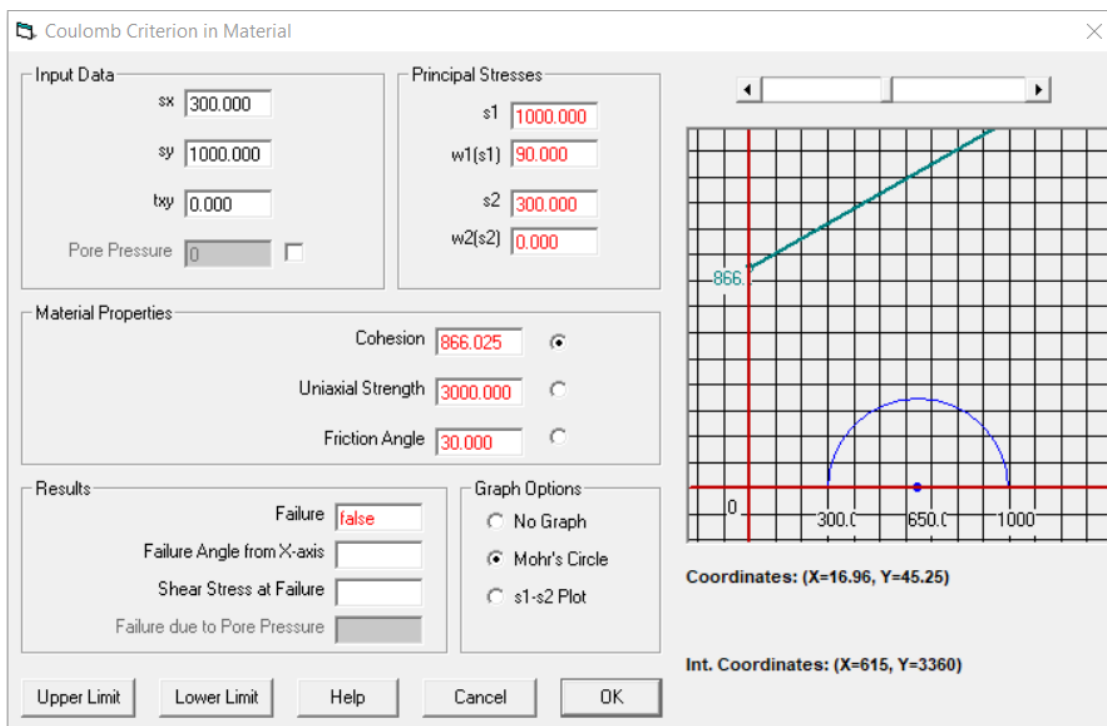 Coulomb Criterion in Material
Input Data
sx 300.000
sy 1000.000
txy 0.000
Pore Pressure 0
Principal Stresses
s1 1000.000
w1(s1) 90.000
s2 300.000
w2(s2) 0.000
Material Properties
Cohesion 866.025
Uniaxial Strength 3000.000
Friction Angle 30.000
Results
Failure false
Failure Angle from X-axis
Shear Stress at Failure
Failure due to Pore Pressure
Graph Options
No Graph
Mohr's Circle
s1-s2 Plot
866.
0 300.0 650.0 1000
Coordinates: (X=16.96, Y=45.25)
Int. Coordinates: (X=615, Y=3360)
Upper Limit Lower Limit Help Cancel OK